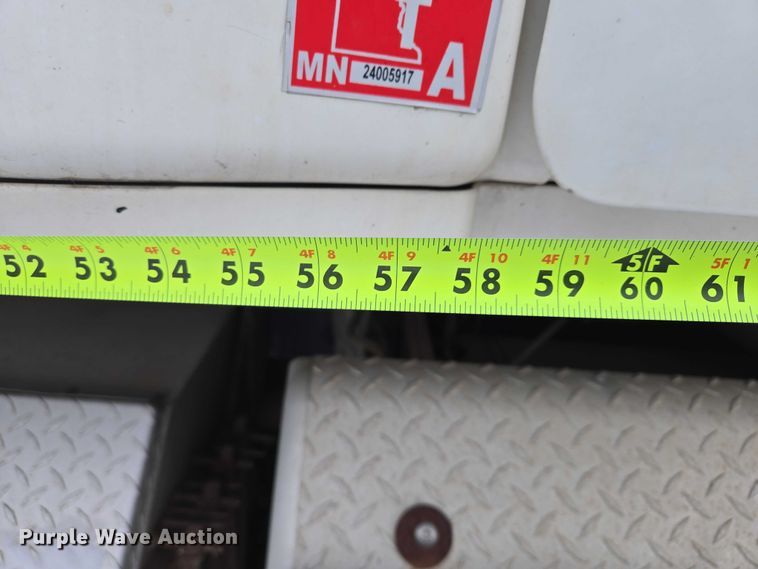 MN 24005917 A
4F 4 4F 5 4F 6 4F 7 4F 8 4F 9 4F 10 4F 11 5F 5F 1
52 53 54 55 56 57 58 59 60 61
Purple Wave Auction